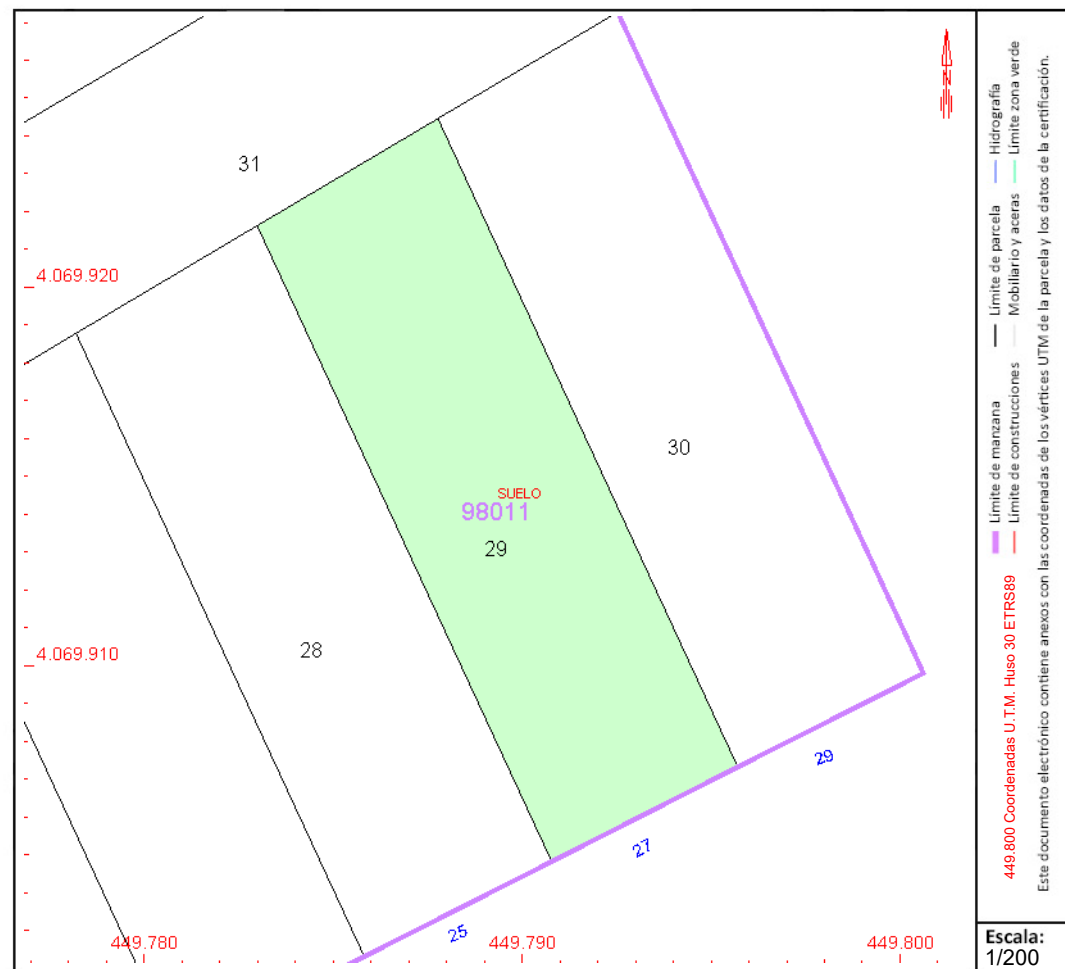 31
4.069.920
30
SUELO
98011
29
28
4.069.910
29
27
25
449.780
449.790
449.800
N
Límite de manzana
Límite de parcela
Hidrografía
Límite de construcciones
Mobiliario y aceras
Límite zona verde
449.800 Coordenadas U.T.M. Huso 30 ETRS89
Este documento electrónico contiene anexos con las coordenadas de los vértices UTM de la parcela y los datos de la certificación.
Escala:
1/200